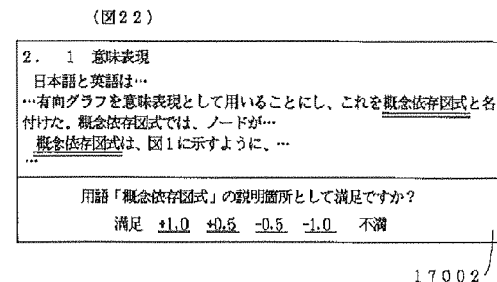 (図22)
2. 1 意味表現
日本語と英語は…
…有向グラフを意味表現として用いることにし、これを概念依存図式と名
付けた。概念依存図式では、ノードが…
概念依存図式は、図1に示すように、…
…
用語「概念依存図式」の説明箇所として満足ですか?
満足 +1.0 +0.5 -0.5 -1.0 不満
17002